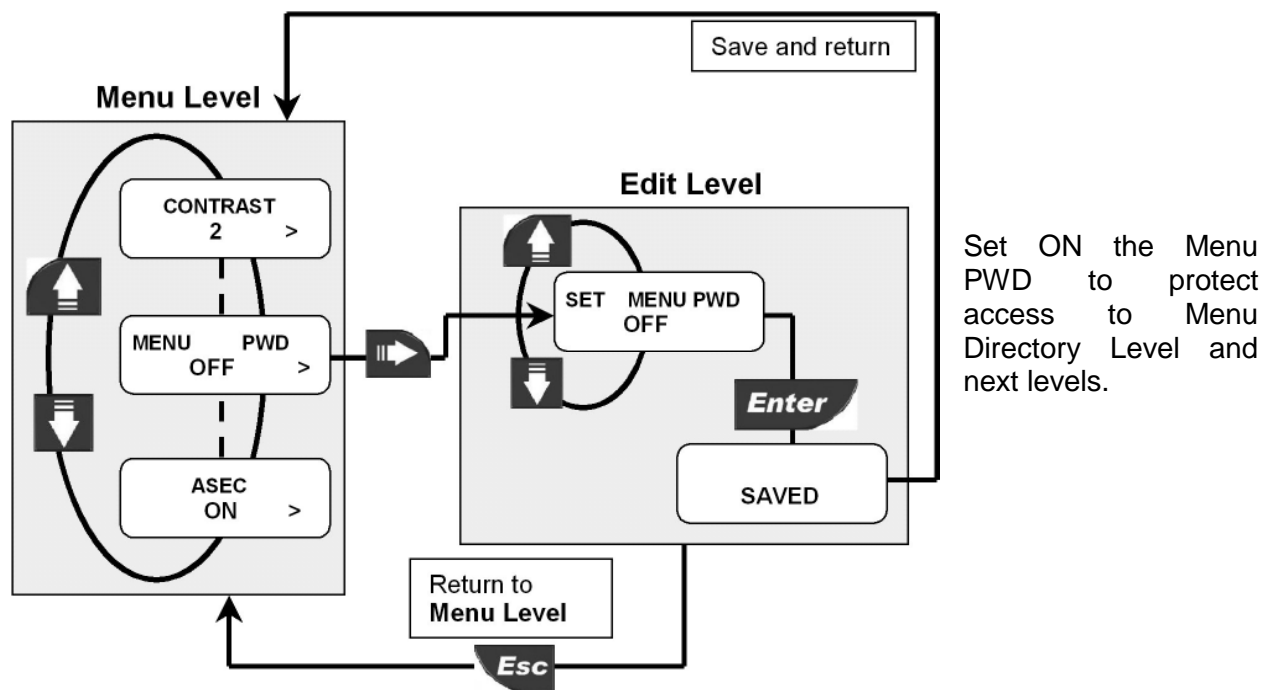 Save and return
Menu Level
CONTRAST
2 >
MENU PWD
OFF >
ASEC
ON >
Edit Level
SET MENU PWD
OFF
Enter
SAVED
Return to
Menu Level
Esc
Set ON the Menu
PWD to protect
access to Menu
Directory Level and
next levels.